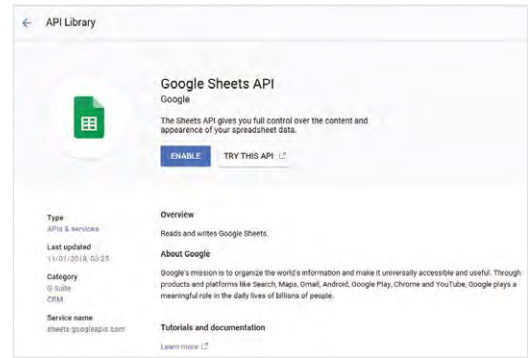 API Library
Google Sheets API
Google
The Sheets API gives you full control over the content and
appearence of your spreadsheet data.
ENABLE
TRY THIS API
Type
APIs & services
Last updated
11/01/2018, 03:25
Category
G Suite
CRM
Service name
sheets.googleapis.com
Overview
Reads and writes Google Sheets.
About Google
Google's mission is to organize the world's information and make it universally accessible and useful. Through
products and platforms like Search, Maps, Gmail, Android, Google Play, Chrome and YouTube, Google plays a
meaningful role in the daily lives of billions of people.
Tutorials and documentation
Learn more